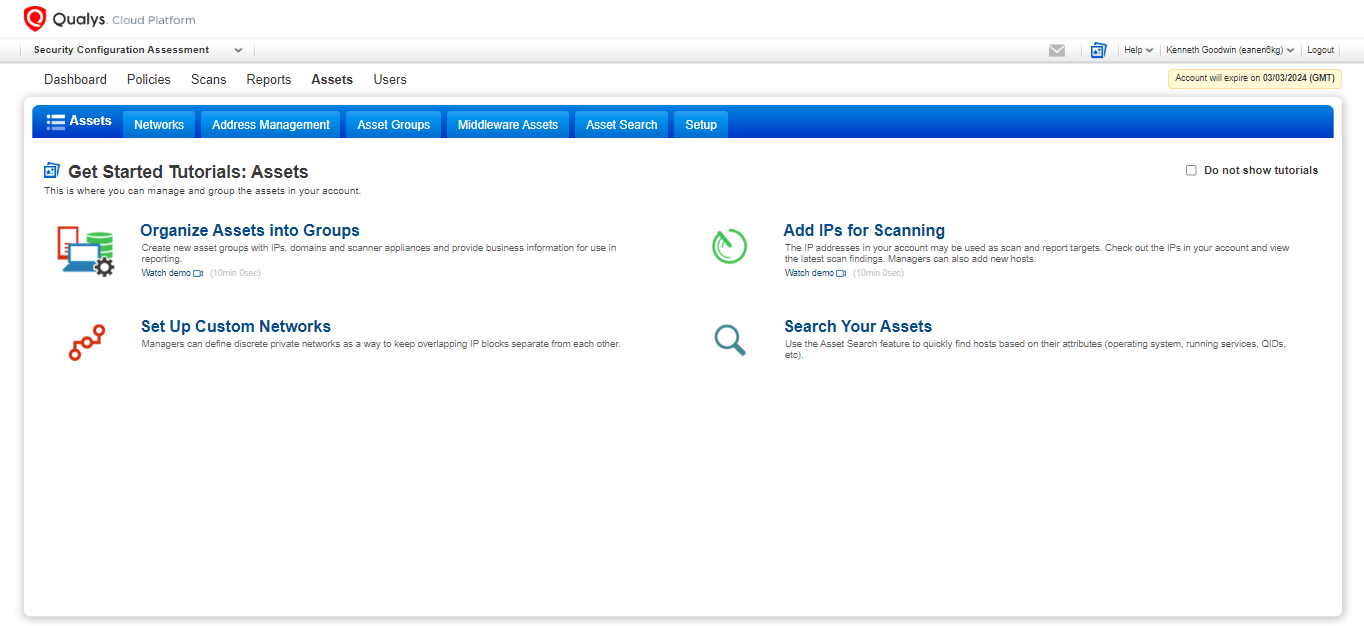 Qualys. Cloud Platform
Security Configuration Assessment
Help
Kenneth Goodwin (eanen6kg)
Logout
Dashboard
Policies
Scans
Reports
Assets
Users
Account will expire on 03/03/2024 (GMT)
Assets
Networks
Address Management
Asset Groups
Middleware Assets
Asset Search
Setup
Get Started Tutorials: Assets
Do not show tutorials
This is where you can manage and group the assets in your account.
Organize Assets into Groups
Create new asset groups with IPs, domains and scanner appliances and provide business information for use in
reporting.
Watch demo (10min 0sec)
Add IPs for Scanning
The IP addresses in your account may be used as scan and report targets. Check out the IPs in your account and view
the latest scan findings. Managers can also add new hosts.
Watch demo (10min 0sec)
Set Up Custom Networks
Managers can define discrete private networks as a way to keep overlapping IP blocks separate from each other.
Search Your Assets
Use the Asset Search feature to quickly find hosts based on their attributes (operating system, running services, QIDs,
etc).